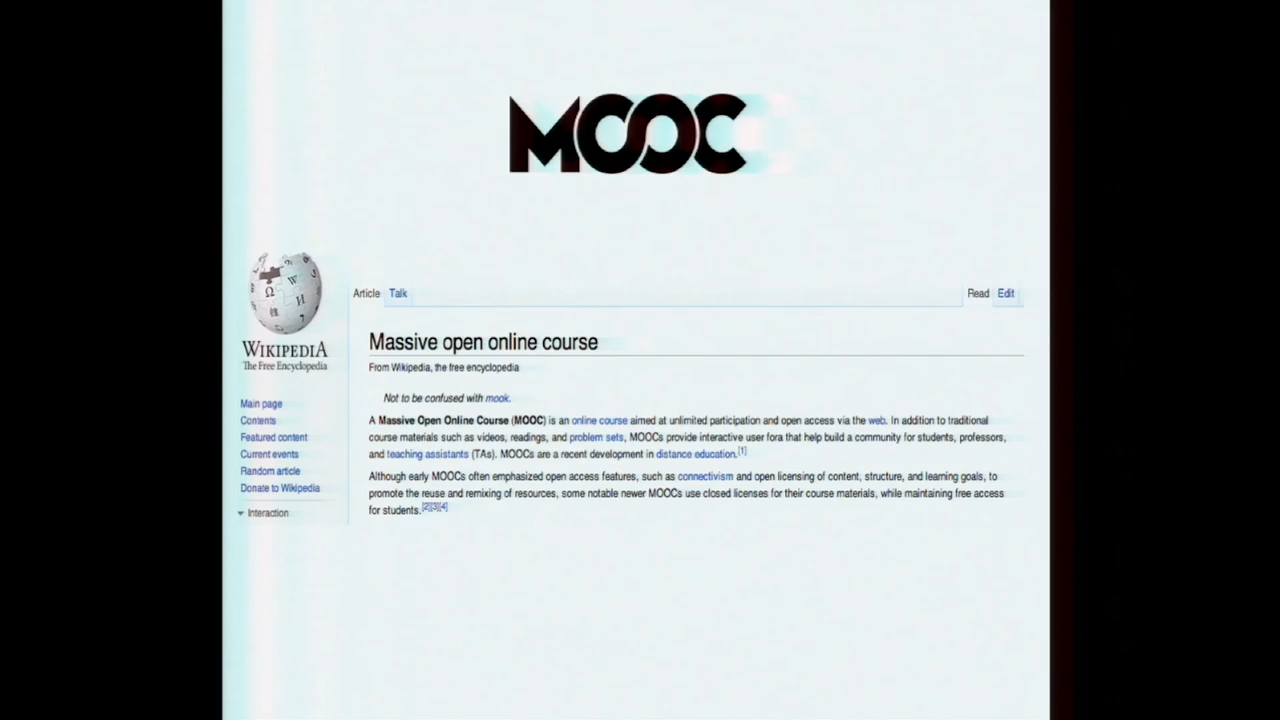 MOOC
WIKIPEDIA
The Free Encyclopedia
Main page
Contents
Featured content
Current events
Random article
Donate to Wikipedia
Interaction
Article Talk
Read Edit
Massive open online course
From Wikipedia, the free encyclopedia
Not to be confused with mook.
A Massive Open Online Course (MOOC) is an online course aimed at unlimited participation and open access via the web. In addition to traditional
course materials such as videos, readings, and problem sets, MOOCs provide interactive user fora that help build a community for students, professors,
and teaching assistants (TAs). MOOCs are a recent development in distance education.[1]
Although early MOOCs often emphasized open access features, such as connectivism and open licensing of content, structure, and learning goals, to
promote the reuse and remixing of resources, some notable newer MOOCs use closed licenses for their course materials, while maintaining free access
for students.[2][3][4]